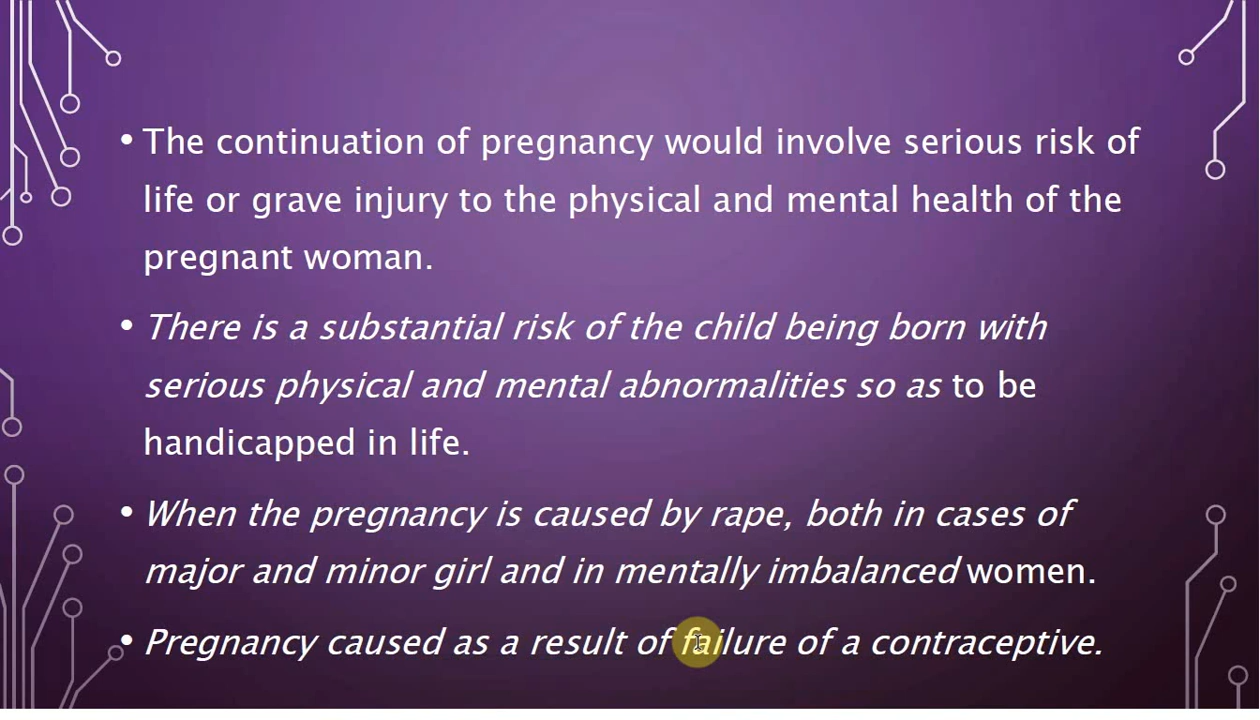 • The continuation of pregnancy would involve serious risk of
life or grave injury to the physical and mental health of the
pregnant woman.
• There is a substantial risk of the child being born with
serious physical and mental abnormalities so as to be
handicapped in life.
• When the pregnancy is caused by rape, both in cases of
major and minor girl and in mentally imbalanced women.
• Pregnancy caused as a result of failure of a contraceptive.